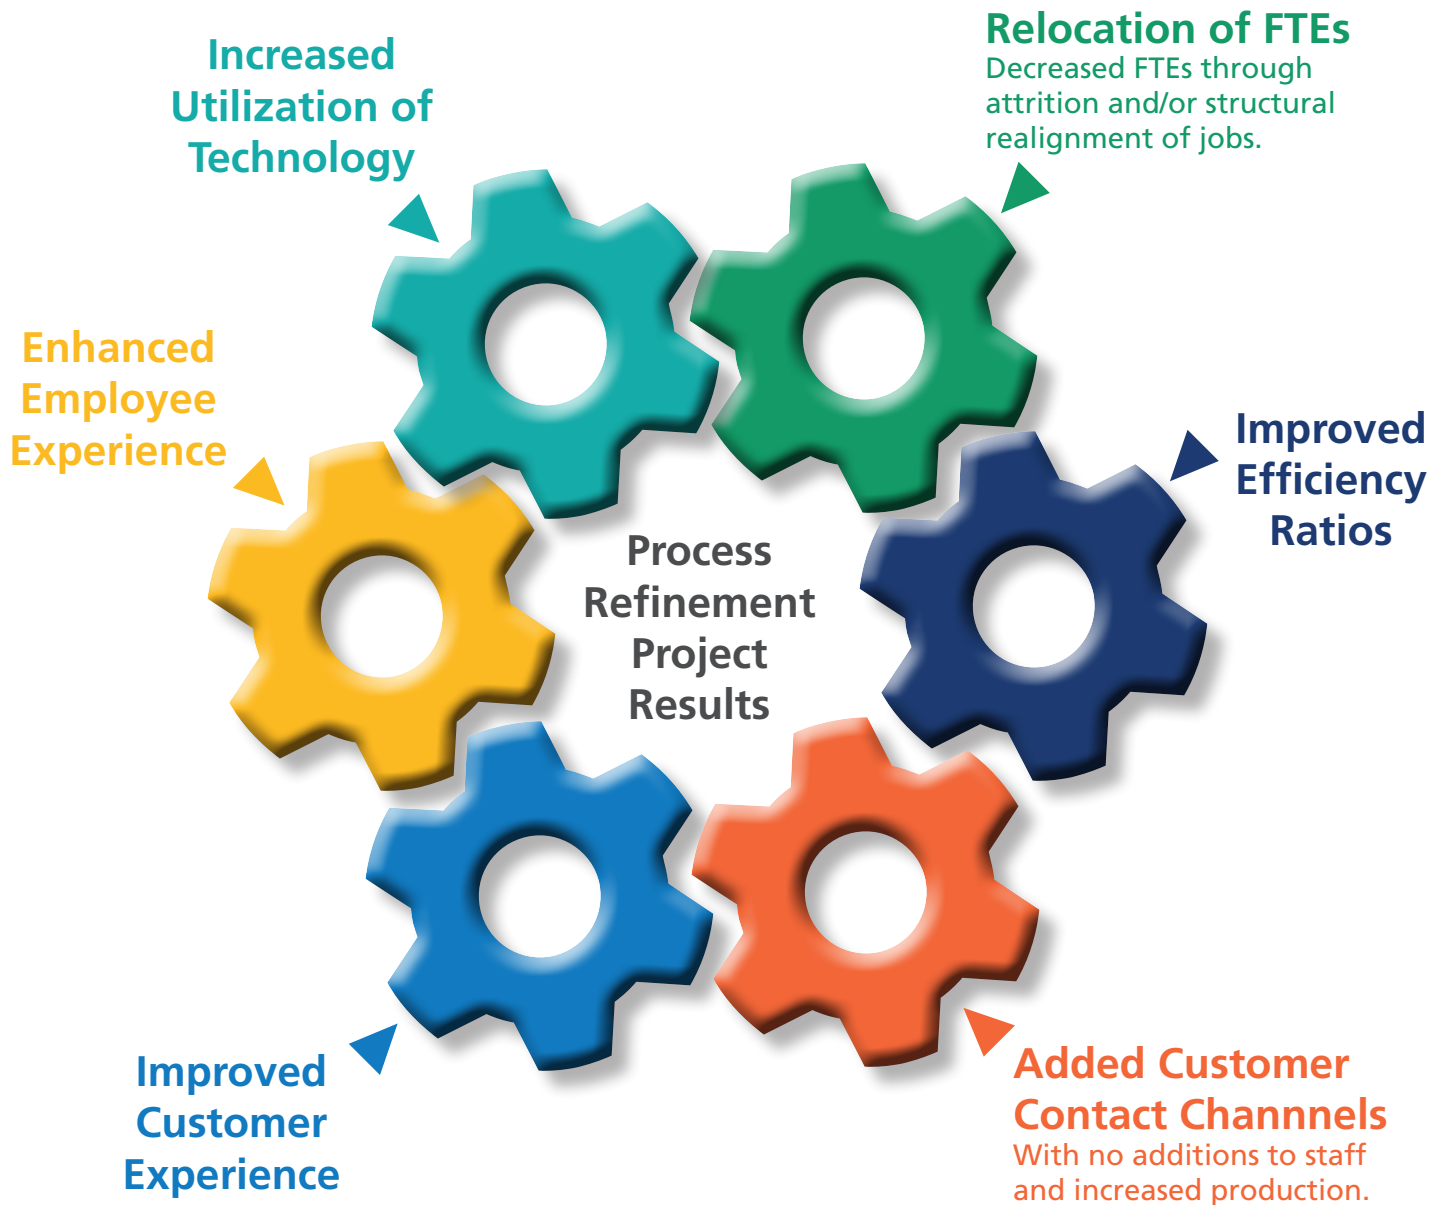 Increased
Utilization of
Technology
Relocation of FTEs
Decreased FTEs through
attrition and/or structural
realignment of jobs.
Enhanced
Employee
Experience
Improved
Efficiency
Ratios
Process
Refinement
Project
Results
Improved
Customer
Experience
Added Customer
Contact Channnels
With no additions to staff
and increased production.